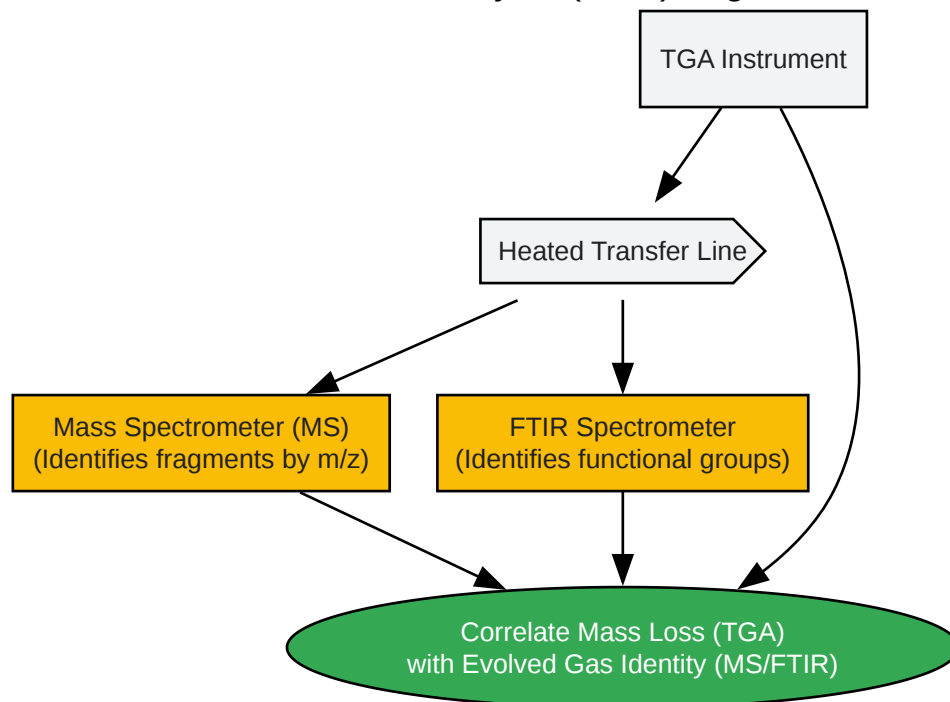 TGA Instrument
Heated Transfer Line
Mass Spectrometer (MS)
(Identifies fragments by m/z)
FTIR Spectrometer
(Identifies functional groups)
Correlate Mass Loss (TGA)
with Evolved Gas Identity (MS/FTIR)